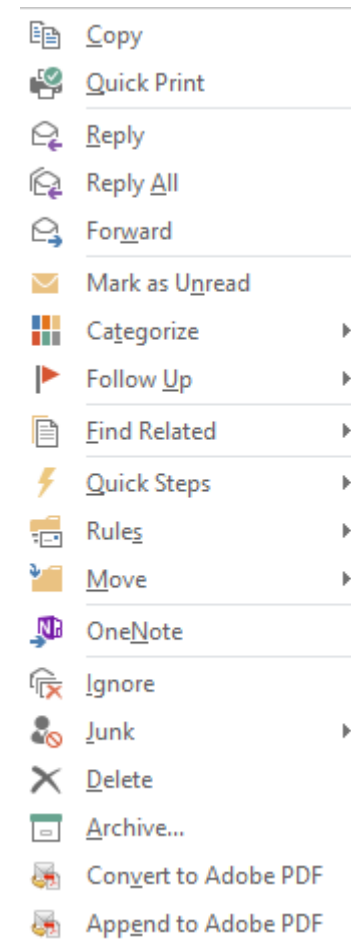 Copy
Quick Print
Reply
Reply All
Forward
Mark as Unread
Categorize
Follow Up
Find Related
Quick Steps
Rules
Move
OneNote
Ignore
Junk
Delete
Archive...
Convert to Adobe PDF
Append to Adobe PDF